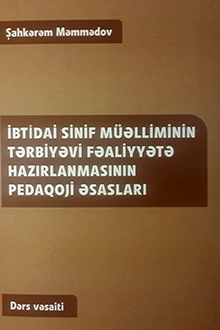 Şahkərəm Məmmədov
İBTİDAİ SİNİF MÜƏLLİMİNİN
TƏRBİYƏVİ FƏALİYYƏTƏ
HAZIRLANMASININ
PEDAQOJİ ƏSASLARI
Dərs vəsaiti